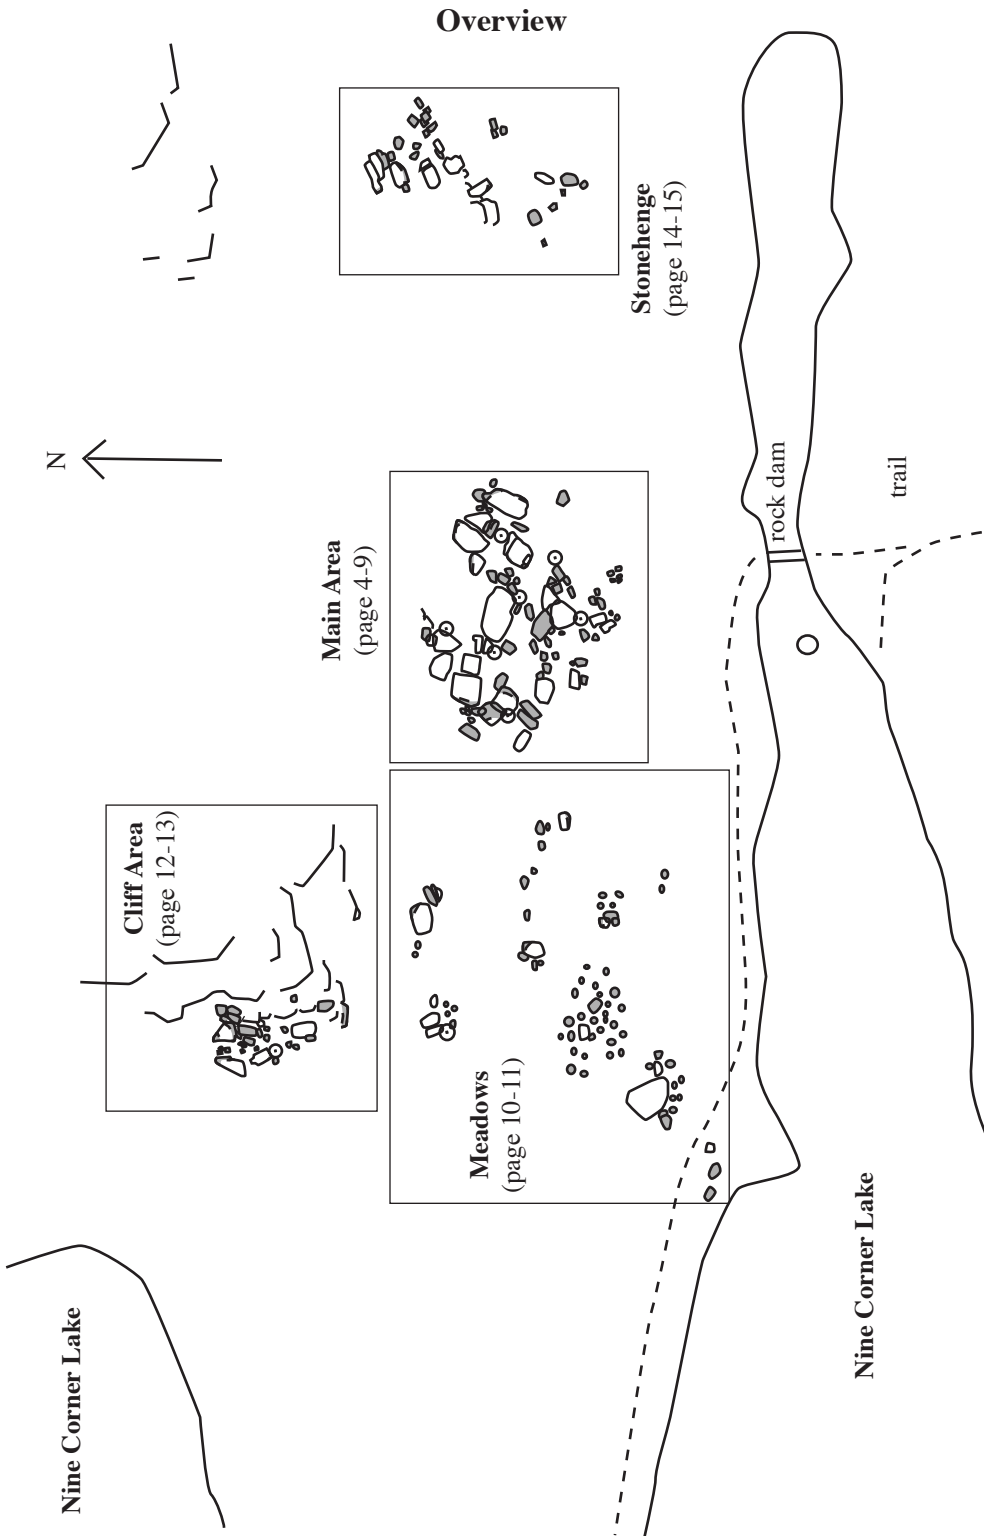 Overview
N
Stonehenge
(page 14-15)
Main Area
(page 4-9)
rock dam
trail
Cliff Area
(page 12-13)
Meadows
(page 10-11)
Nine Corner Lake
Nine Corner Lake